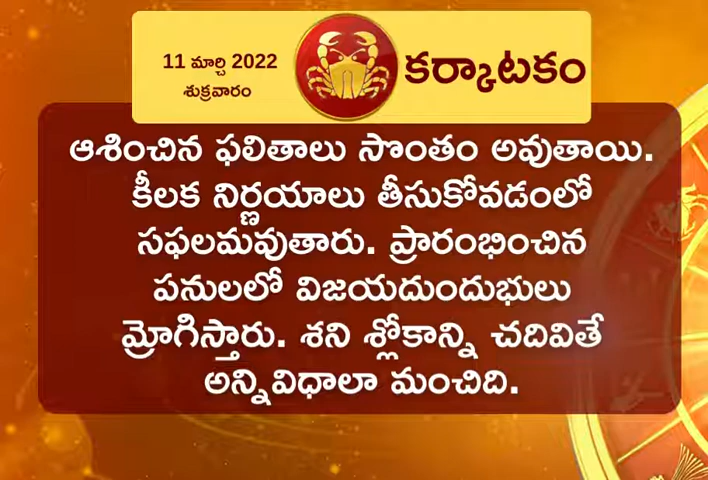 11 మార్చి 2022
శుక్రవారం
కర్కాటకం
ఆశించిన ఫలితాలు సొంతం అవుతాయి.
కీలక నిర్ణయాలు తీసుకోవడంలో
సఫలమవుతారు. ప్రారంభించిన
పనులలో విజయదుందుభులు
మ్రోగిస్తారు. శని శ్లోకాన్ని చదివితే
అన్నివిధాలా మంచిది.